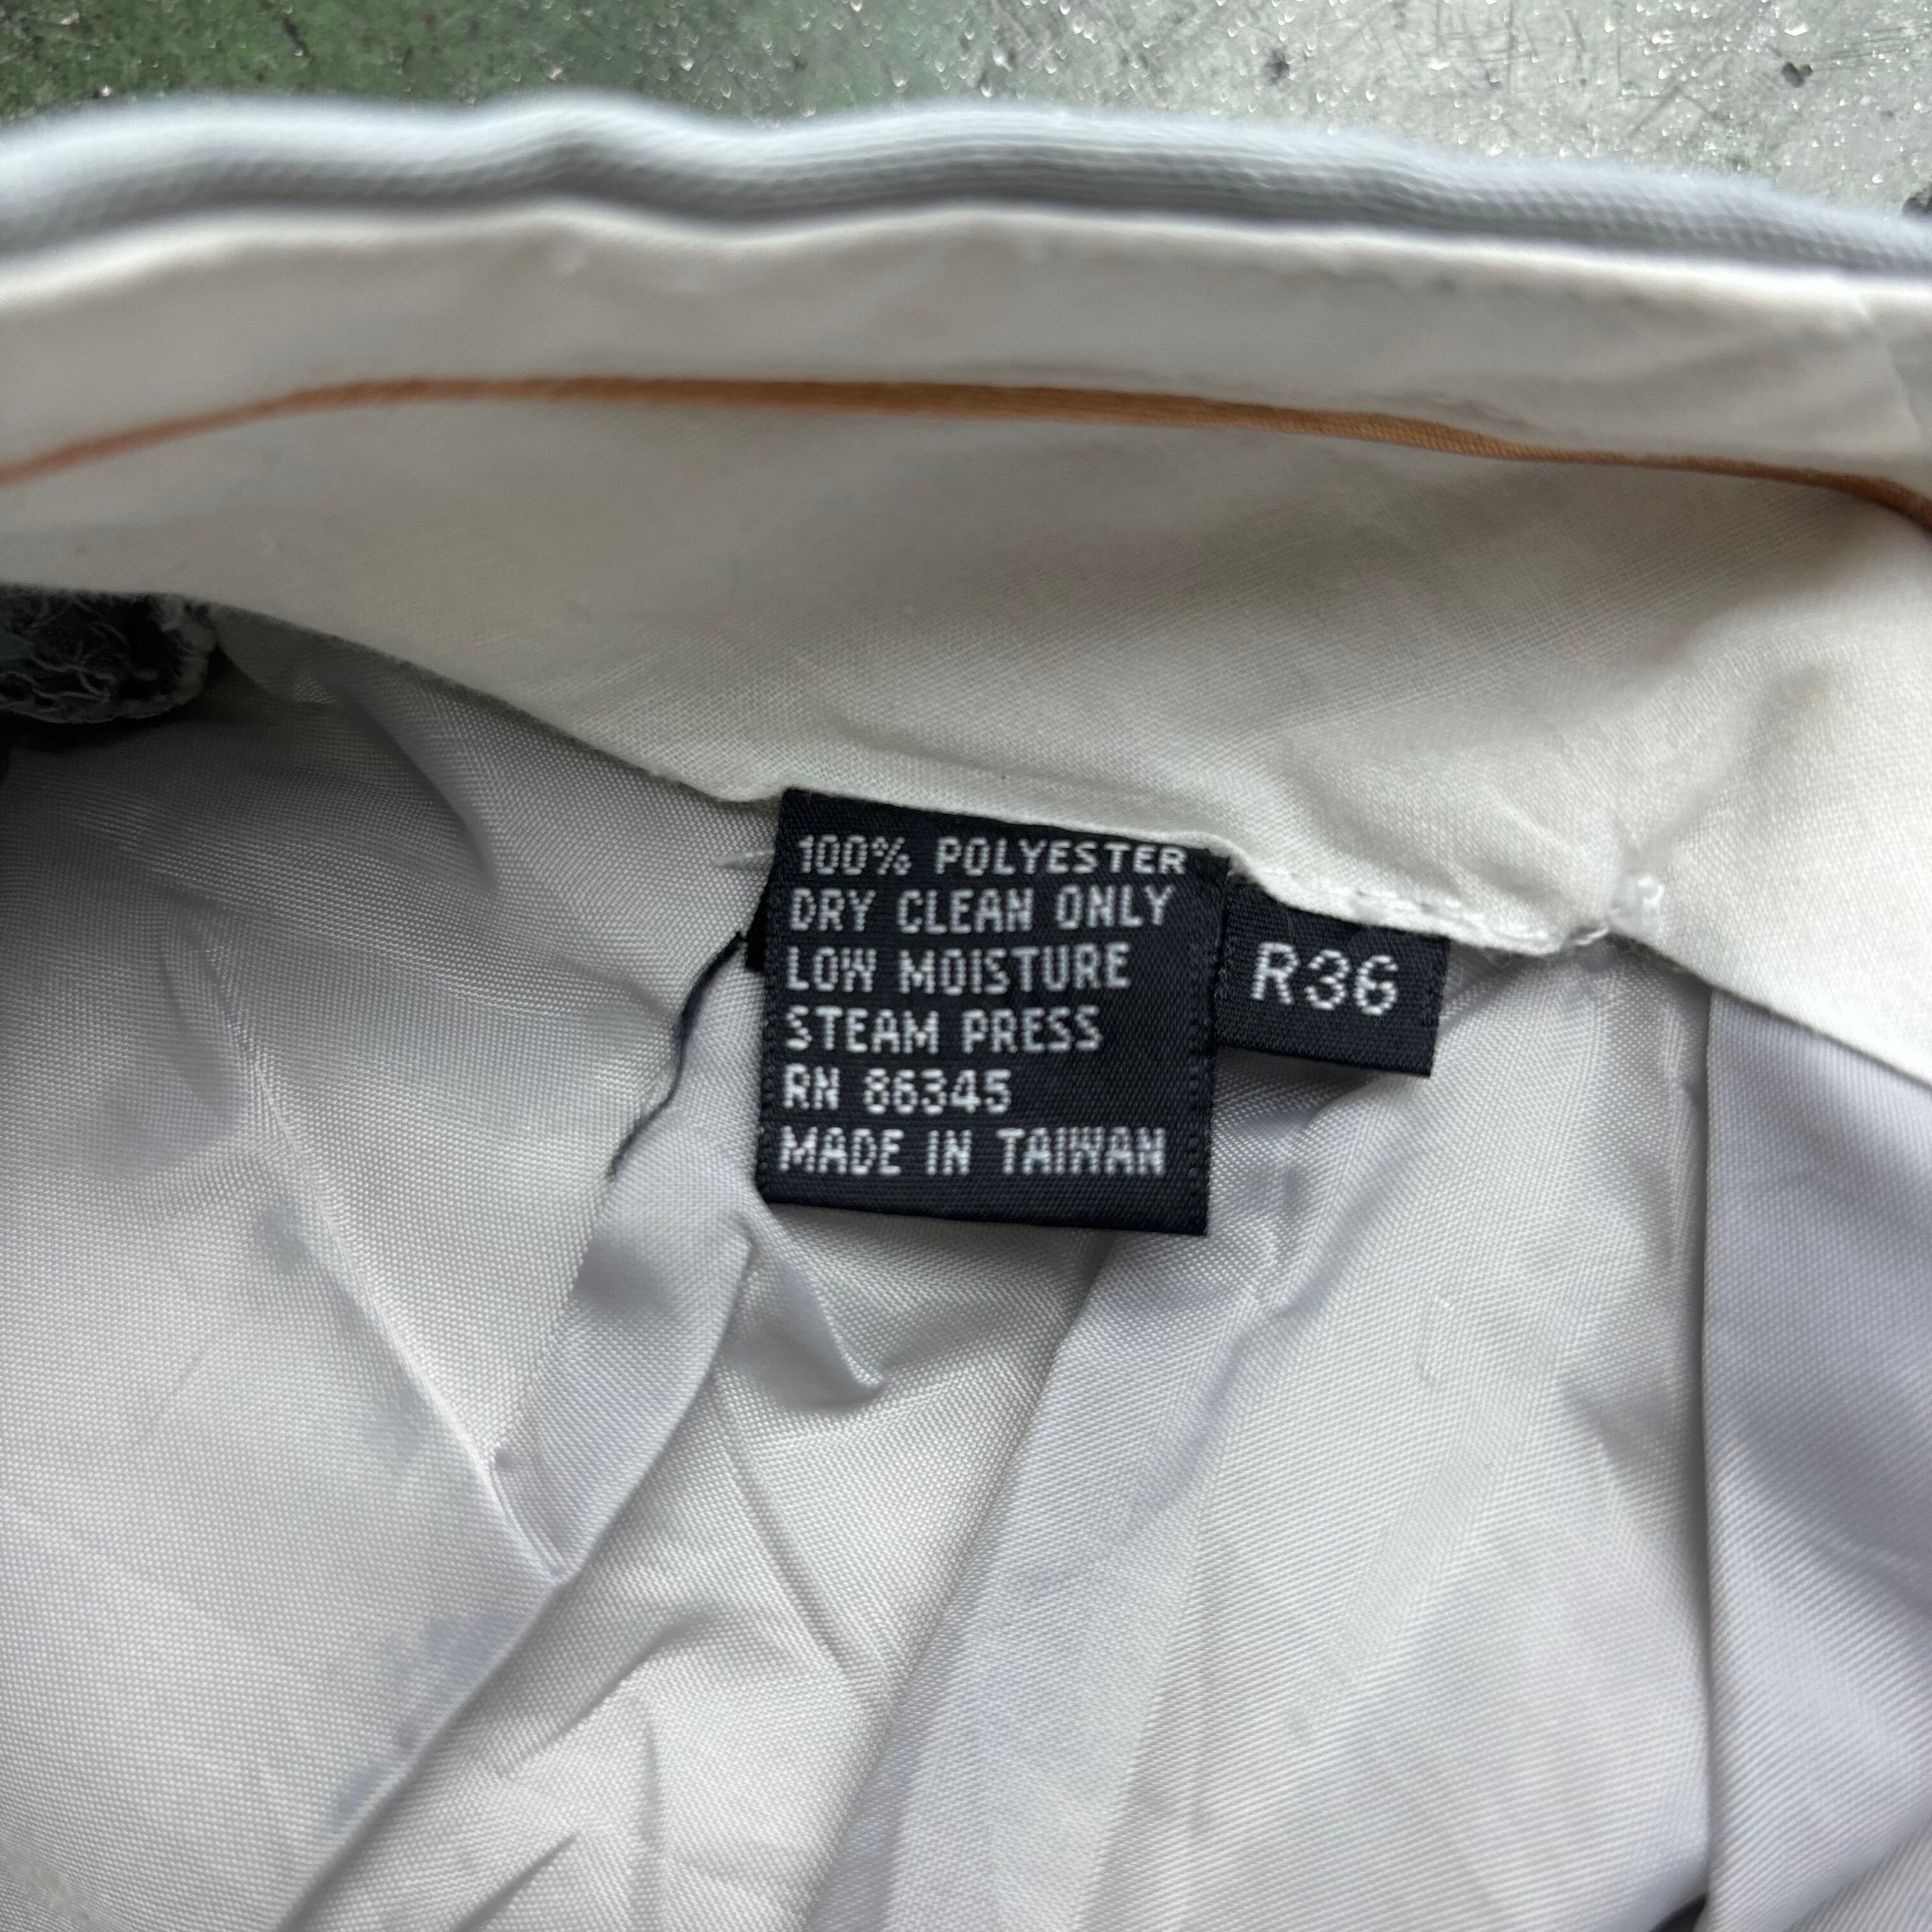 100% POLYESTER
DRY CLEAN ONLY
LOW MOISTURE
STEAM PRESS
RN 86345
MADE IN TAIWAN
R36